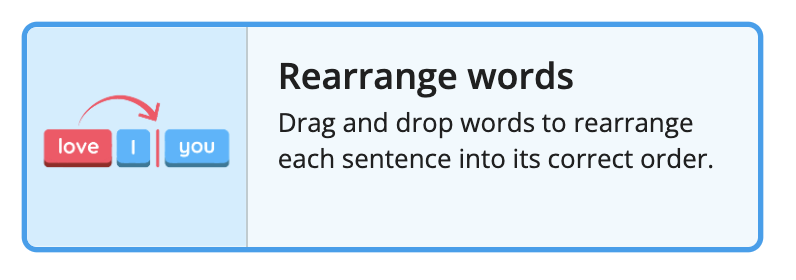 Rearrange words
love I you
Drag and drop words to rearrange
each sentence into its correct order.